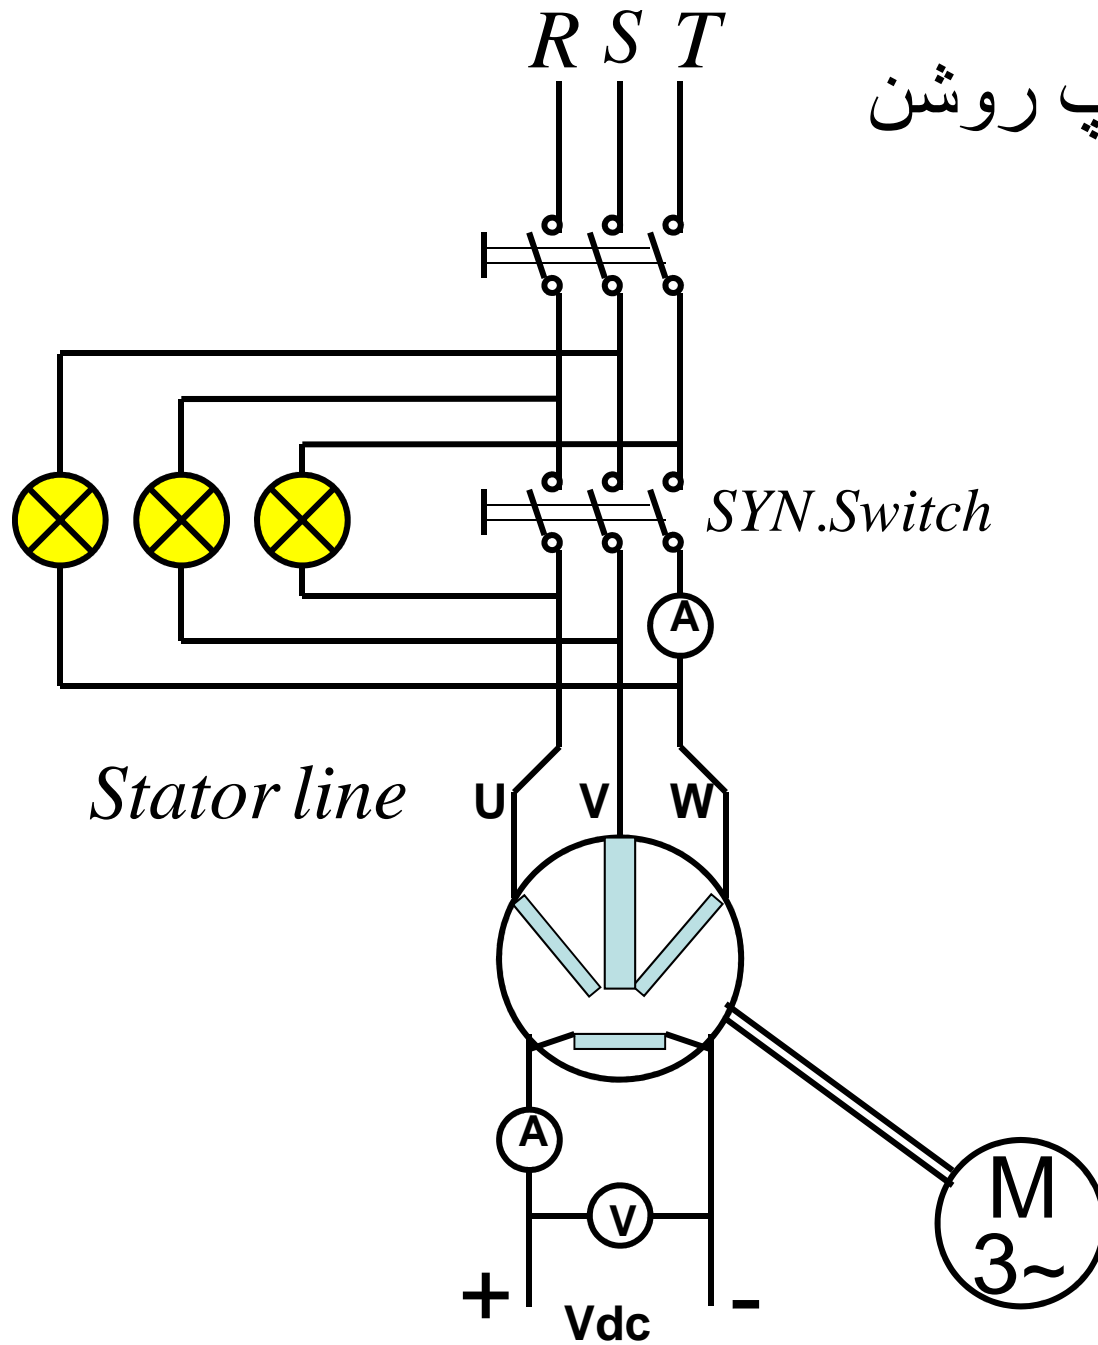 R S T
پ روشن
SYN.Switch
A
Stator line
U V W
A
V
M
3~
+ Vdc -